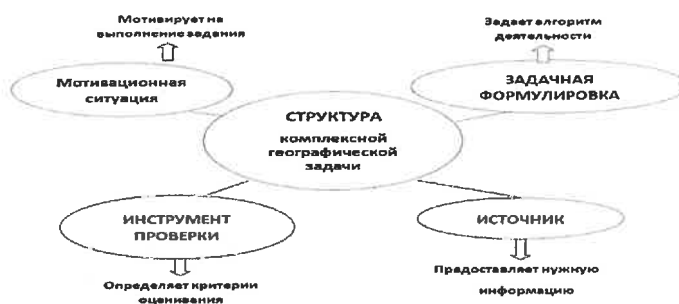 Мотивирует на
выполнение задания
Задает алгоритм
деятельности
Мотивационная
ситуация
ЗАДАЧНАЯ
ФОРМУЛИРОВКА
СТРУКТУРА
комплексной
географической
задачи
ИНСТРУМЕНТ
ПРОВЕРКИ
ИСТОЧНИК
Определяет критерии
оценивания
Предоставляет нужную
информацию